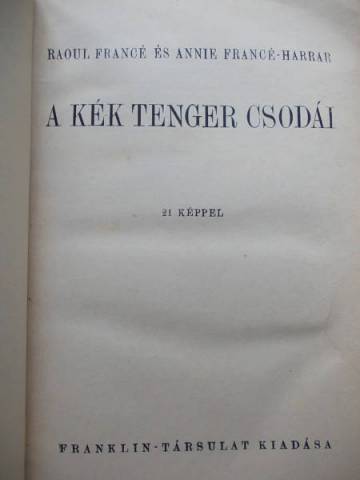 RAOUL FRANCÉ ÉS ANNIE FRANCÉ-HARRAR
A KÉK TENGER CSODÁI
21 KÉPPEL
FRANKLIN-TÁRSULAT KIADÁSA